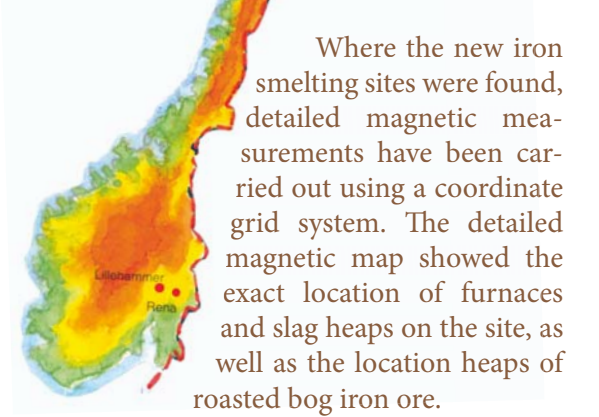 Where the new iron
smelting sites were found,
detailed magnetic mea-
surements have been car-
ried out using a coordinate
grid system. The detailed
magnetic map showed the
exact location of furnaces
and slag heaps on the site, as
well as the location heaps of
roasted bog iron ore.
Lillehammer
Rena